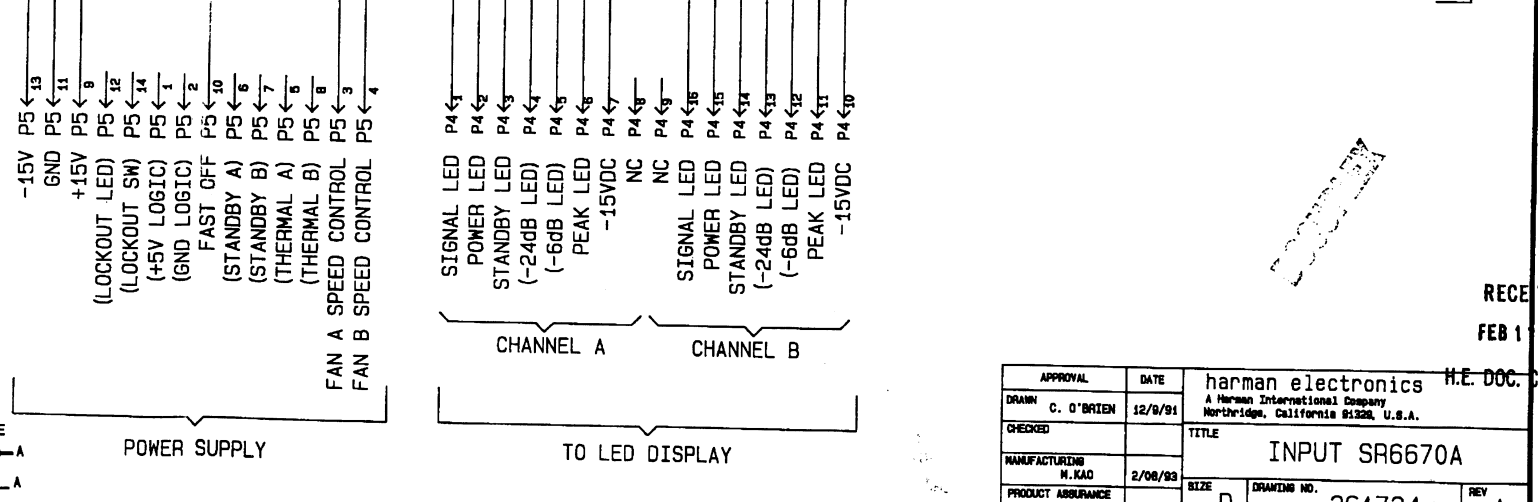 -15V P5 13
GND P5 11
+15V P5 9
(LOCKOUT LED) P5 12
(LOCKOUT SW) P5 14
(+5V LOGIC) P5 1
(GND LOGIC) P5 2
FAST OFF P5 10
(STANDBY A) P5 6
(STANDBY B) P5 7
(THERMAL A) P5 5
(THERMAL B) P5 8
FAN A SPEED CONTROL P5 3
FAN B SPEED CONTROL P5 4
POWER SUPPLY
SIGNAL LED P4 1
POWER LED P4 2
STANDBY LED P4 3
(-24dB LED) P4 4
(-6dB LED) P4 5
PEAK LED P4 6
-15VDC P4 7
NC P4 8
NC P4 9
SIGNAL LED P4 16
POWER LED P4 15
STANDBY LED P4 14
(-24dB LED) P4 13
(-6dB LED) P4 12
PEAK LED P4 11
-15VDC P4 10
CHANNEL A
CHANNEL B
TO LED DISPLAY
E
A
A
RECE
FEB 1
H.E. DOC. C
APPROVAL DATE
DRAWN C. O'BRIEN 12/9/91
CHECKED
MANUFACTURING M.KAO 2/08/93
PRODUCT ASSURANCE
harman electronics
A Harman International Company
Northridge, California 91329, U.S.A.
TITLE
INPUT SR6670A
SIZE DRAWING NO. REV